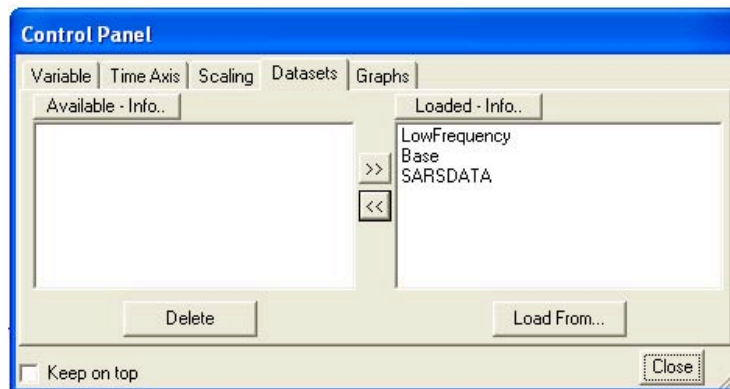 Control Panel
Variable Time Axis Scaling Datasets Graphs
Available - Info.. Loaded - Info..
LowFrequency
Base
SARSDATA
>>
<<
Delete Load From...
Keep on top Close